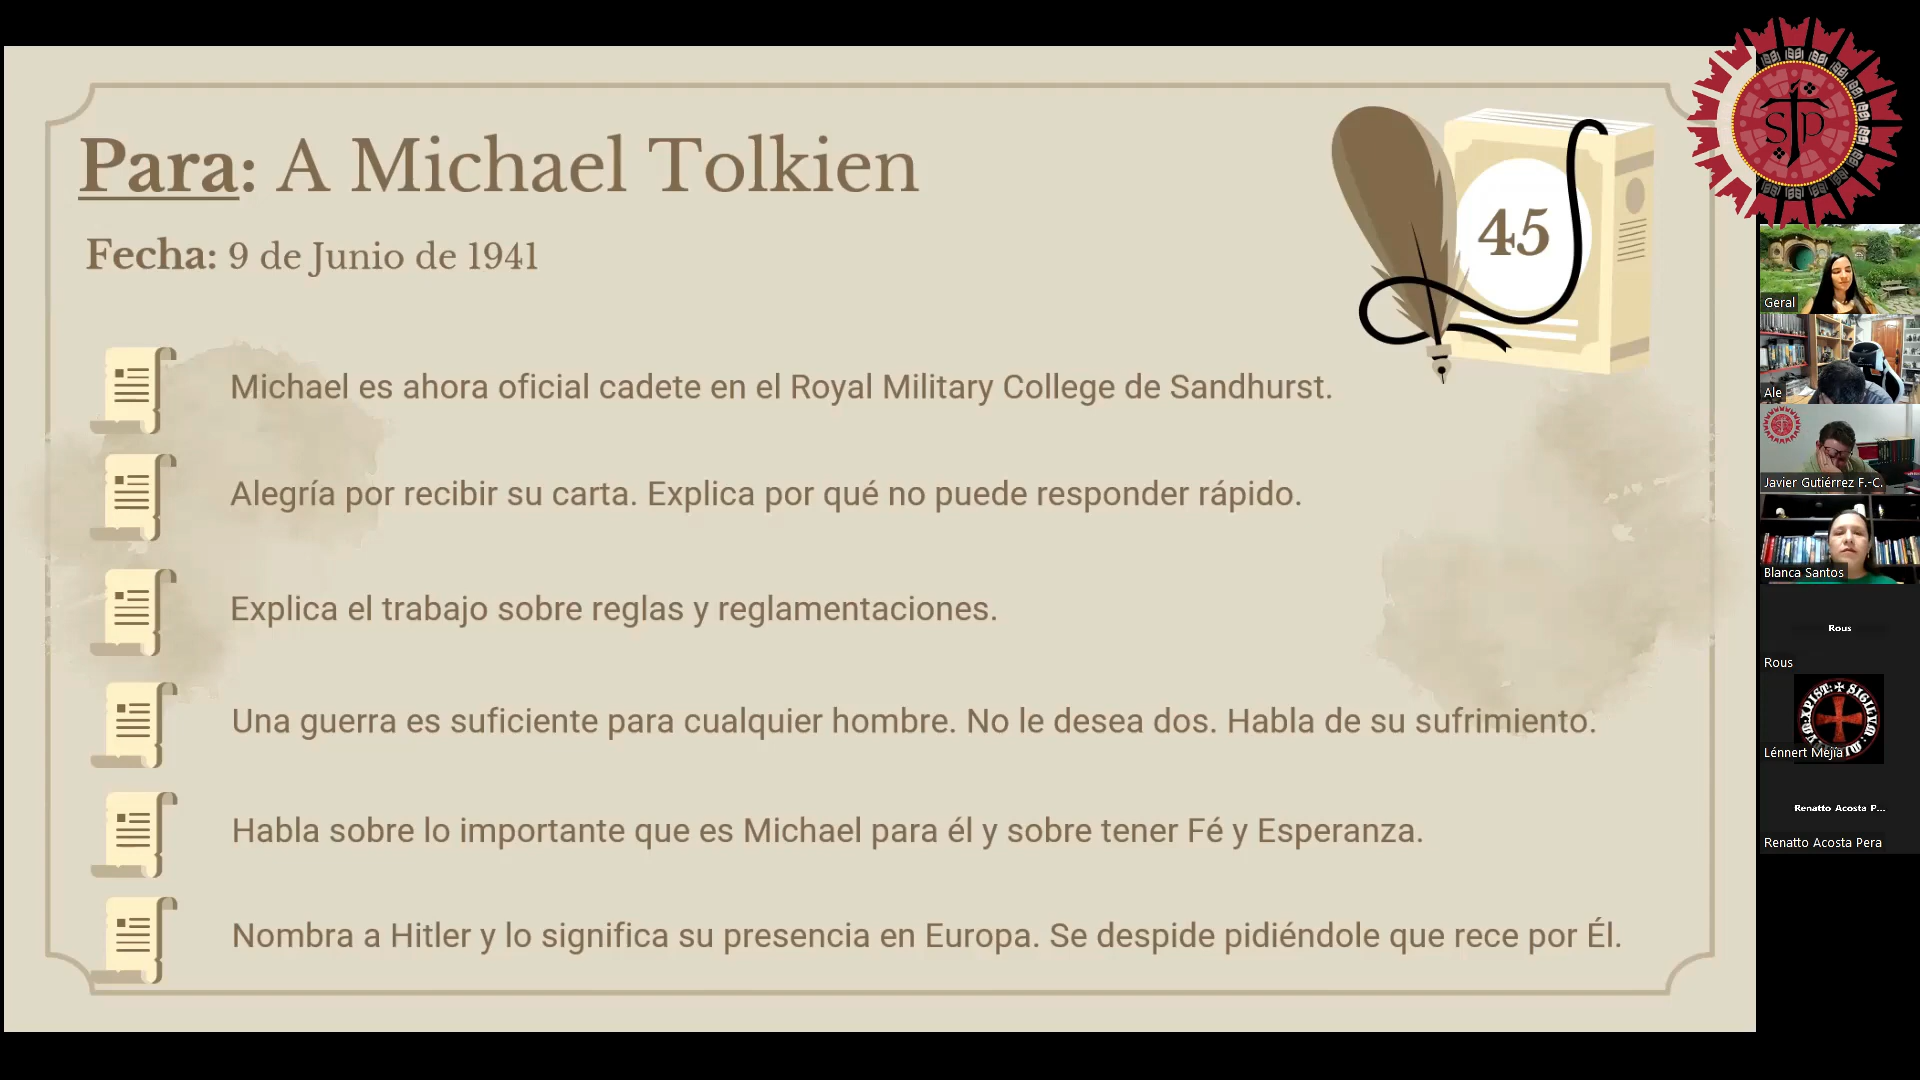 Para: A Michael Tolkien
Fecha: 9 de Junio de 1941
45
Michael es ahora oficial cadete en el Royal Military College de Sandhurst.
Alegría por recibir su carta. Explica por qué no puede responder rápido.
Explica el trabajo sobre reglas y reglamentaciones.
Una guerra es suficiente para cualquier hombre. No le desea dos. Habla de su sufrimiento.
Habla sobre lo importante que es Michael para él y sobre tener Fé y Esperanza.
Nombra a Hitler y lo significa su presencia en Europa. Se despide pidiéndole que rece por Él.
STP
Geral
Ale
Javier Gutiérrez F.-C.
Blanca Santos
Rous
Rous
Lénnert Mejía
Renatto Acosta P...
Renatto Acosta Pera